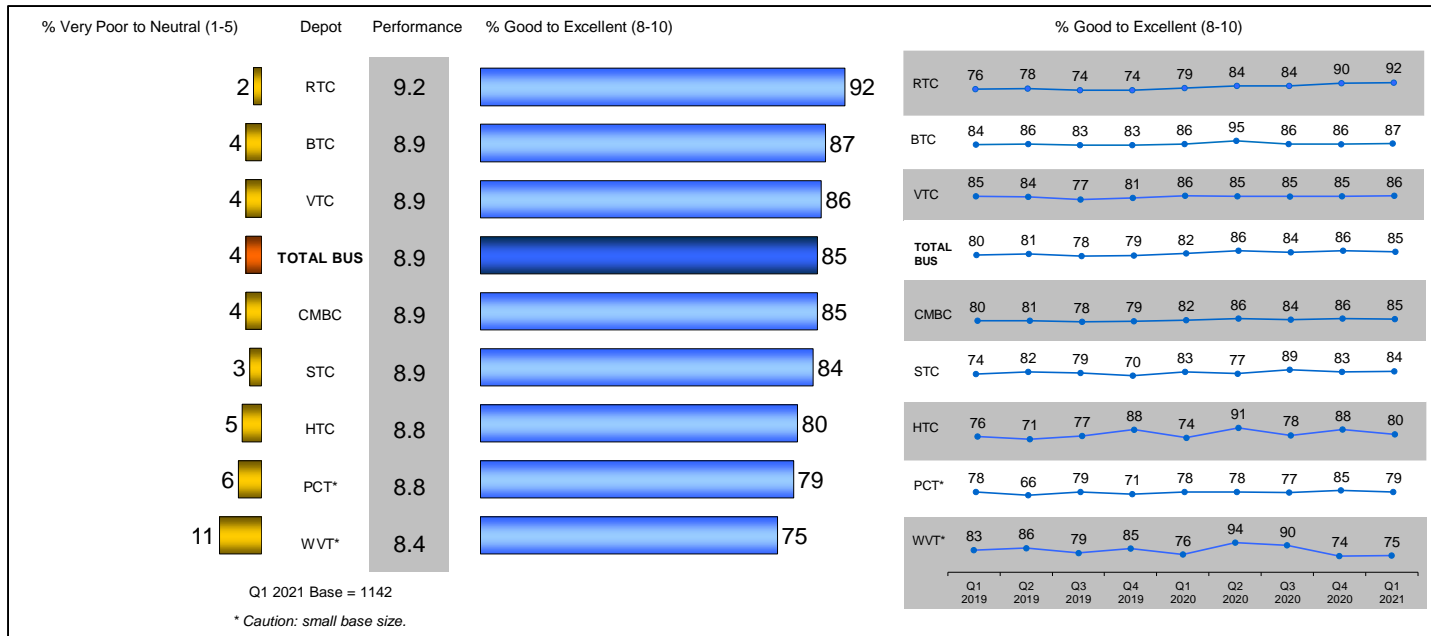 % Very Poor to Neutral (1-5) Depot Performance % Good to Excellent (8-10) % Good to Excellent (8-10)
2 RTC 9.2 92
4 BTC 8.9 87
4 VTC 8.9 86
4 TOTAL BUS 8.9 85
4 CMBC 8.9 85
3 STC 8.9 84
5 HTC 8.8 80
6 PCT* 8.8 79
11 WVT* 8.4 75
Q1 2021 Base = 1142
* Caution: small base size.
RTC 76 78 74 74 79 84 84 90 92
BTC 84 86 83 83 86 95 86 86 87
VTC 85 84 77 81 86 85 85 85 86
TOTAL
BUS 80 81 78 79 82 86 84 86 85
CMBC 80 81 78 79 82 86 84 86 85
STC 74 82 79 70 83 77 89 83 84
HTC 76 71 77 88 74 91 78 88 80
PCT* 78 66 79 71 78 78 77 85 79
WVT* 83 86 79 85 76 94 90 74 75
Q1 Q2 Q3 Q4 Q1 Q2 Q3 Q4 Q1
2019 2019 2019 2019 2020 2020 2020 2020 2021